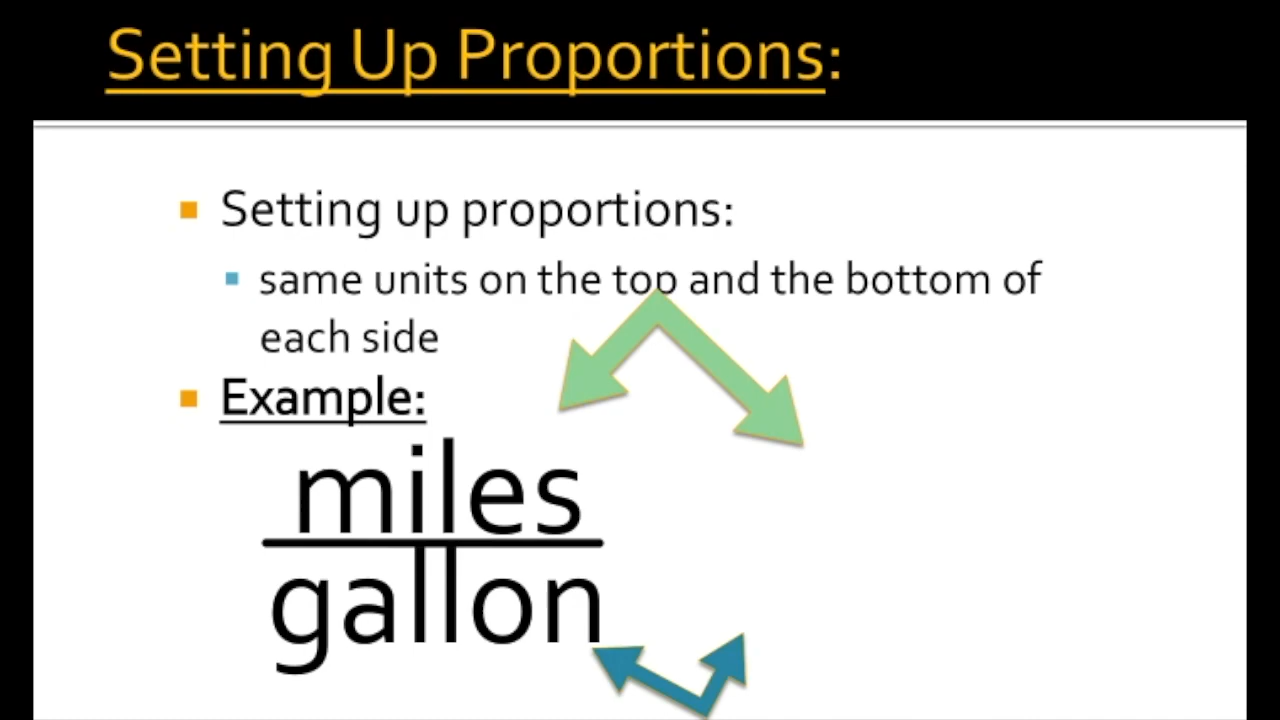 Setting Up Proportions:
Setting up proportions:
same units on the top and the bottom of
each side
Example:
miles
gallon